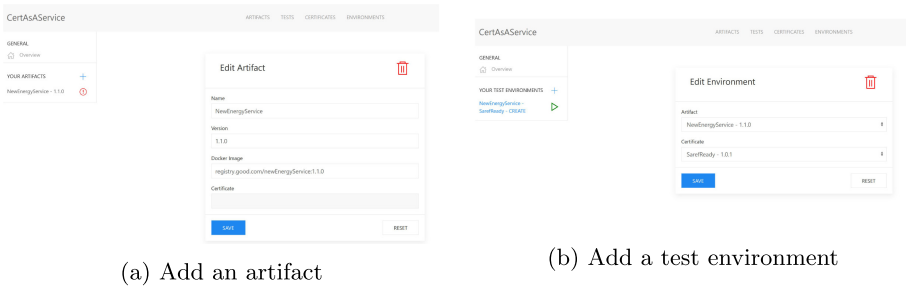 CertAsAService
ARTIFACTS TESTS CERTIFICATES ENVIRONMENTS
GENERAL
Overview
YOUR ARTIFACTS +
NewEnergyService - 1.1.0
Edit Artifact
Name
NewEnergyService
Version
1.1.0
Docker Image
registry.good.com/newEnergyService:1.1.0
Certificate
SAVE RESET
(a) Add an artifact
CertAsAService
ARTIFACTS TESTS CERTIFICATES ENVIRONMENTS
GENERAL
Overview
YOUR TEST ENVIRONMENTS +
NewEnergyService -
SarefReady - CREATE
Edit Environment
Artifact
NewEnergyService - 1.1.0
Certificate
SarefReady - 1.0.1
SAVE RESET
(b) Add a test environment